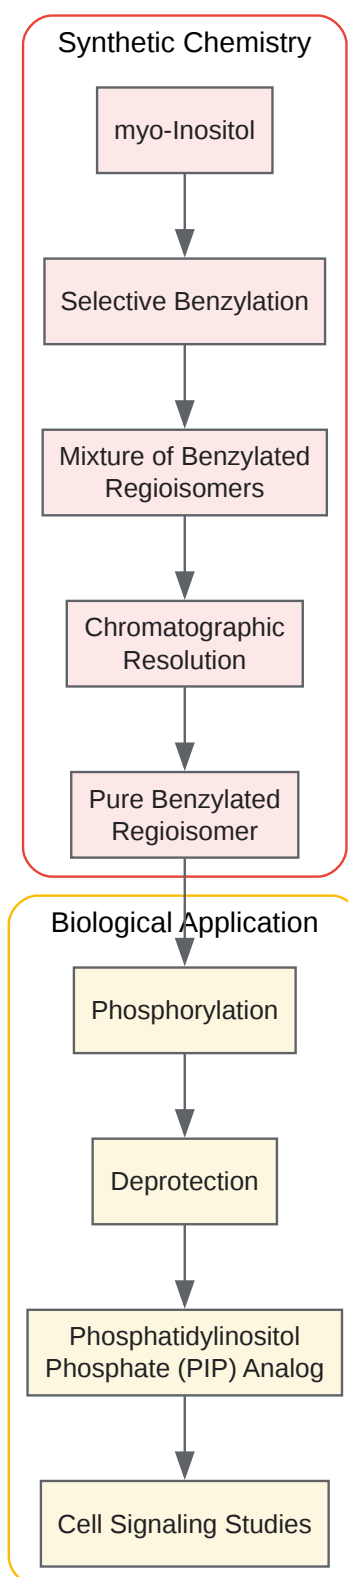 Synthetic Chemistry
myo-Inositol
Selective Benzylation
Mixture of Benzylated
Regioisomers
Chromatographic
Resolution
Pure Benzylated
Regioisomer
Biological Application
Phosphorylation
Deprotection
Phosphatidylinositol
Phosphate (PIP) Analog
Cell Signaling Studies